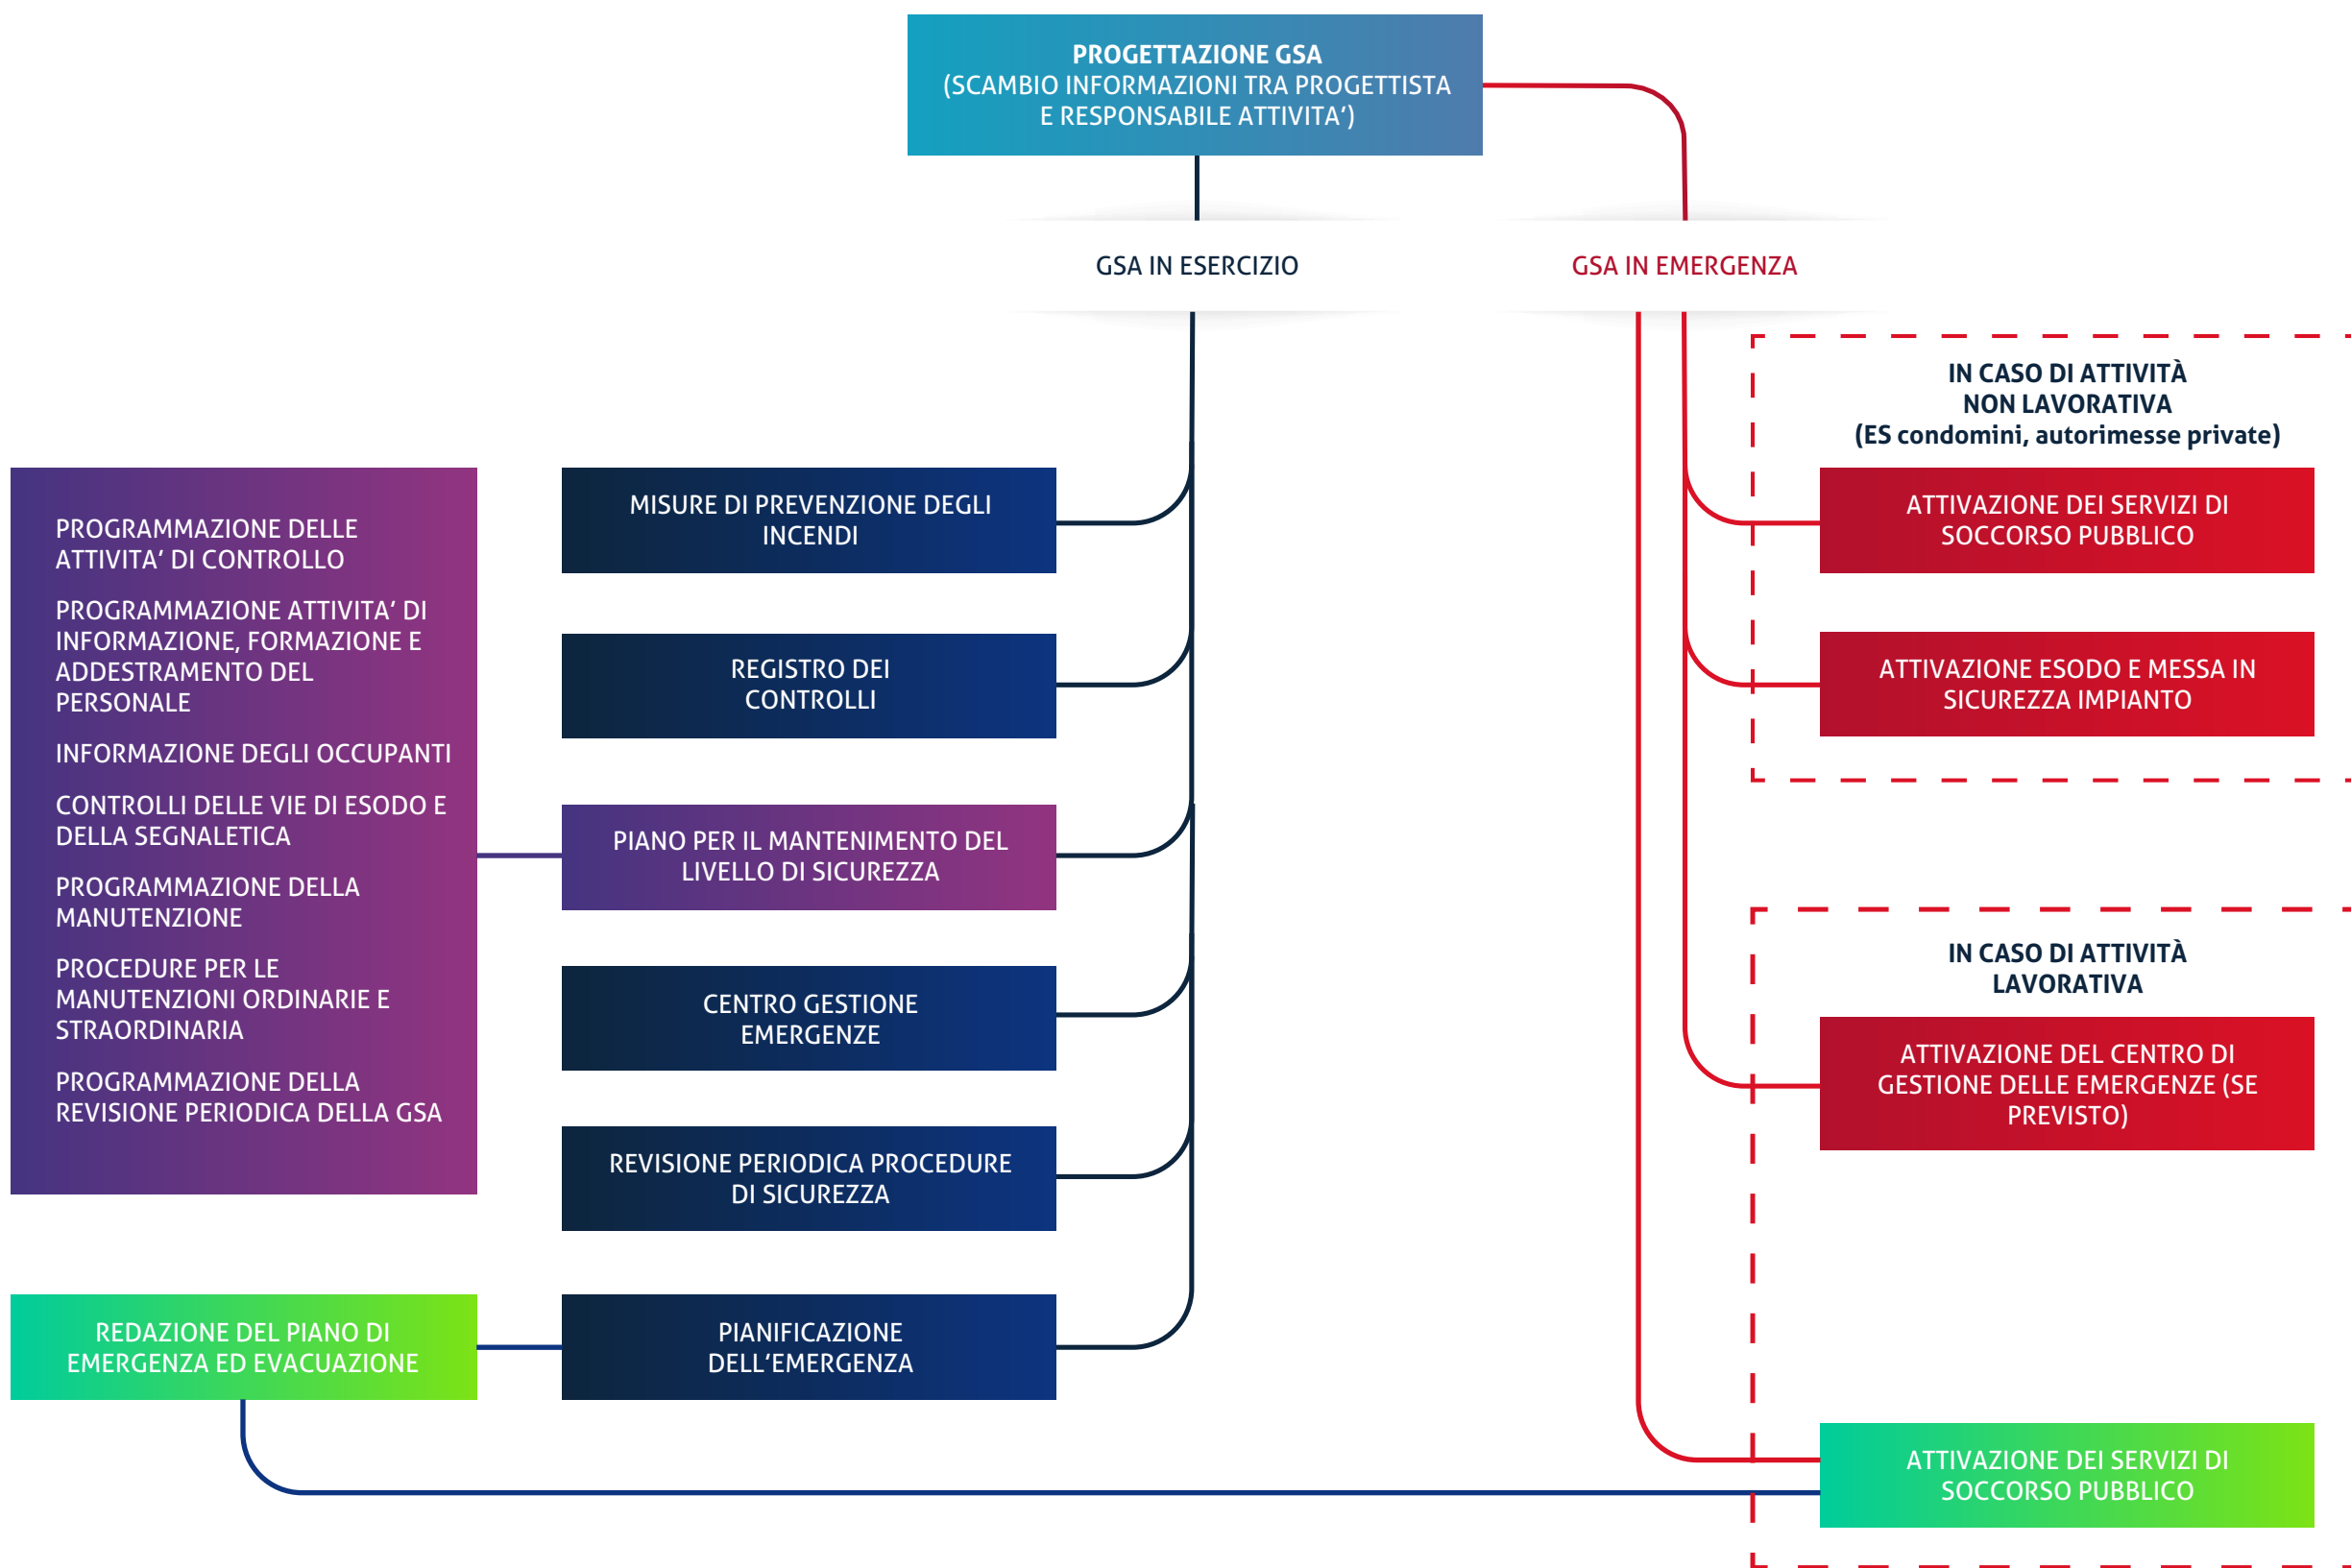 PROGETTAZIONE GSA
(SCAMBIO INFORMAZIONI TRA PROGETTISTA
E RESPONSABILE ATTIVITA’)
GSA IN ESERCIZIO
GSA IN EMERGENZA
PROGRAMMAZIONE DELLE
ATTIVITA’ DI CONTROLLO
PROGRAMMAZIONE ATTIVITA’ DI
INFORMAZIONE, FORMAZIONE E
ADDESTRAMENTO DEL
PERSONALE
INFORMAZIONE DEGLI OCCUPANTI
CONTROLLI DELLE VIE DI ESODO E
DELLA SEGNALETICA
PROGRAMMAZIONE DELLA
MANUTENZIONE
PROCEDURE PER LE
MANUTENZIONI ORDINARIE E
STRAORDINARIA
PROGRAMMAZIONE DELLA
REVISIONE PERIODICA DELLA GSA
REDAZIONE DEL PIANO DI
EMERGENZA ED EVACUAZIONE
MISURE DI PREVENZIONE DEGLI
INCENDI
REGISTRO DEI
CONTROLLI
PIANO PER IL MANTENIMENTO DEL
LIVELLO DI SICUREZZA
CENTRO GESTIONE
EMERGENZE
REVISIONE PERIODICA PROCEDURE
DI SICUREZZA
PIANIFICAZIONE
DELL’EMERGENZA
IN CASO DI ATTIVITÀ
NON LAVORATIVA
(ES condomini, autorimesse private)
ATTIVAZIONE DEI SERVIZI DI
SOCCORSO PUBBLICO
ATTIVAZIONE ESODO E MESSA IN
SICUREZZA IMPIANTO
IN CASO DI ATTIVITÀ
LAVORATIVA
ATTIVAZIONE DEL CENTRO DI
GESTIONE DELLE EMERGENZE (SE
PREVISTO)
ATTIVAZIONE DEI SERVIZI DI
SOCCORSO PUBBLICO